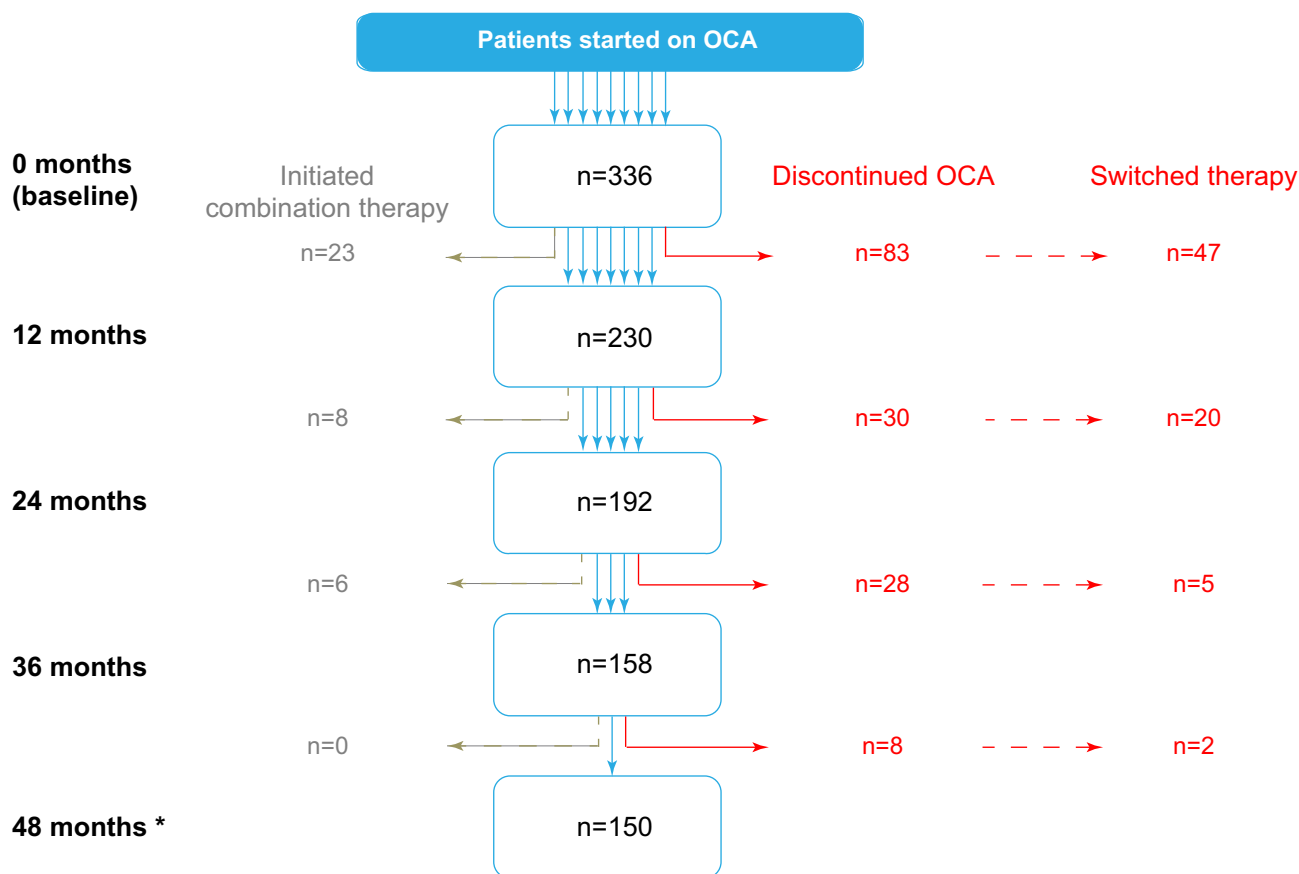 Patients started on OCA
0 months
(baseline)
Initiated
combination therapy
n=336
Discontinued OCA
Switched therapy
n=23
n=83
n=47
12 months
n=230
n=8
n=30
n=20
24 months
n=192
n=6
n=28
n=5
36 months
n=158
n=0
n=8
n=2
48 months *
n=150